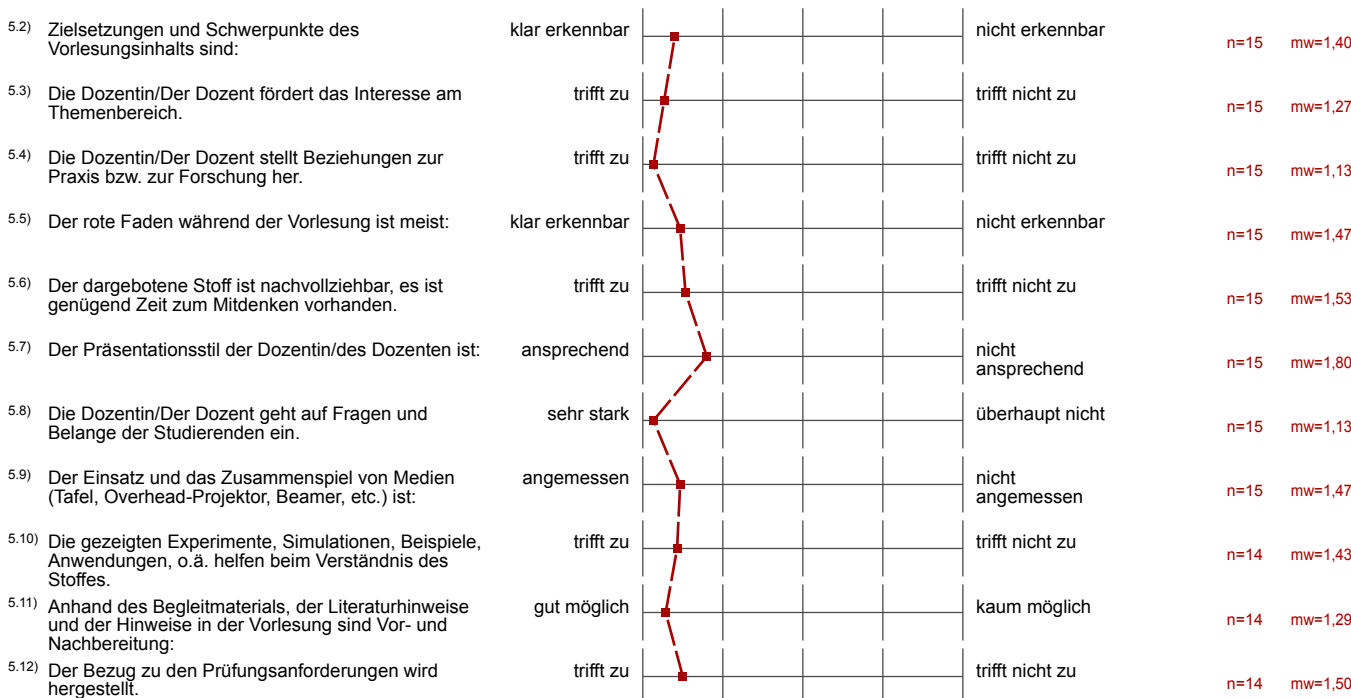 5.2) Zielsetzungen und Schwerpunkte des klar erkennbar nicht erkennbar n=15 mw=1,40
Vorlesungsinhalts sind:
5.3) Die Dozentin/Der Dozent fördert das Interesse am trifft zu trifft nicht zu n=15 mw=1,27
Themenbereich.
5.4) Die Dozentin/Der Dozent stellt Beziehungen zur trifft zu trifft nicht zu n=15 mw=1,13
Praxis bzw. zur Forschung her.
5.5) Der rote Faden während der Vorlesung ist meist: klar erkennbar nicht erkennbar n=15 mw=1,47
5.6) Der dargebotene Stoff ist nachvollziehbar, es ist trifft zu trifft nicht zu n=15 mw=1,53
genügend Zeit zum Mitdenken vorhanden.
5.7) Der Präsentationsstil der Dozentin/des Dozenten ist: ansprechend nicht n=15 mw=1,80
ansprechend
5.8) Die Dozentin/Der Dozent geht auf Fragen und sehr stark überhaupt nicht n=15 mw=1,13
Belange der Studierenden ein.
5.9) Der Einsatz und das Zusammenspiel von Medien angemessen nicht n=15 mw=1,47
(Tafel, Overhead-Projektor, Beamer, etc.) ist: angemessen
5.10) Die gezeigten Experimente, Simulationen, Beispiele, trifft zu trifft nicht zu n=14 mw=1,43
Anwendungen, o.ä. helfen beim Verständnis des
Stoffes.
5.11) Anhand des Begleitmaterials, der Literaturhinweise gut möglich kaum möglich n=14 mw=1,29
und der Hinweise in der Vorlesung sind Vor- und
Nachbereitung:
5.12) Der Bezug zu den Prüfungsanforderungen wird trifft zu trifft nicht zu n=14 mw=1,50
hergestellt.